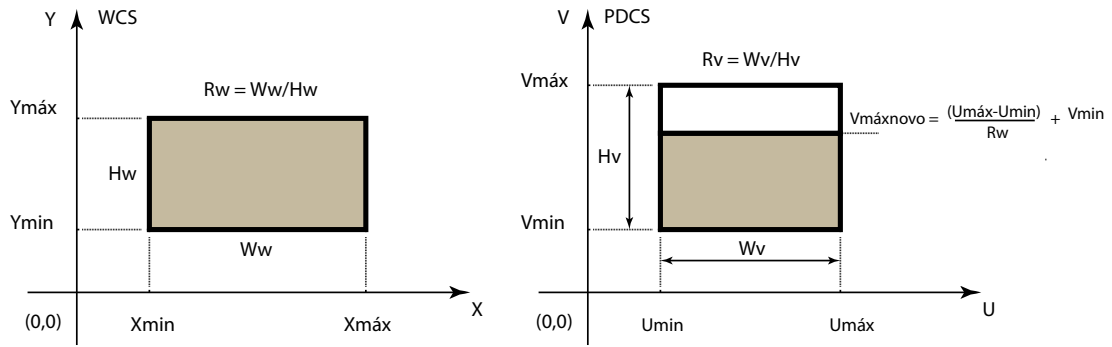 Y
WCS
Rw = Ww/Hw
Ymáx
Hw
Ymin
Ww
X
(0,0)
Xmin
Xmáx
V
PDCS
Rv = Wv/Hv
Vmáx
Vmáxnovo = (Umáx-Umin) + Vmin
Rw
Hv
Vmin
Wv
U
(0,0)
Umin
Umáx